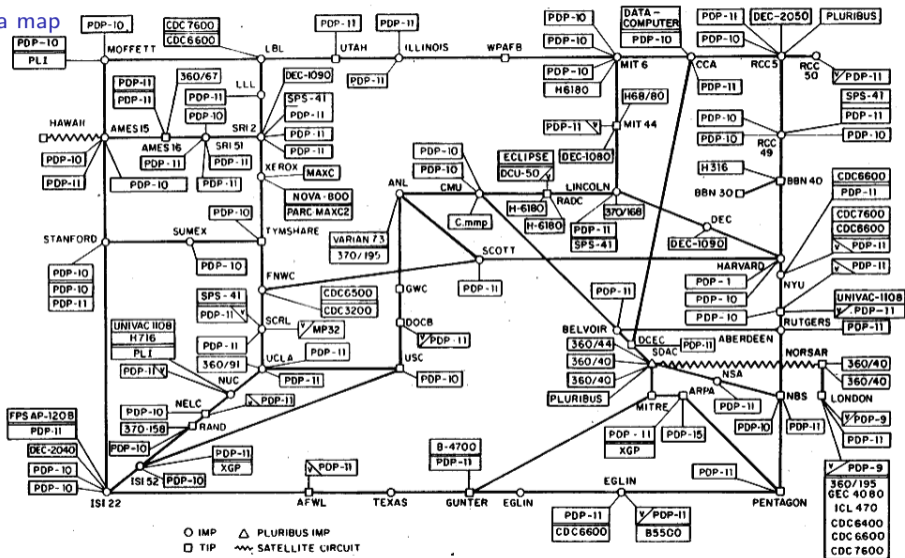 a map
PDP-10
PLI
PDP-10
MOFFETT
CDC7600
CDC6600
LBL
PDP-11
UTAH
PDP-11
ILLINOIS
PDP-11
WPAFB
PDP-10
PDP-10
PDP-10
H6180
MIT 6
DATA-
COMPUTER
PDP-10
CCA
PDP-11
PDP-11
PDP-10
DEC-2050
PLURIBUS
RCC5
RCC
50
PDP-11
HAWAII
AMES15
PDP-10
PDP-11
PDP-10
PDP-11
PDP-11
360/67
AMES16
LLL
PDP-11
PDP-10
SRI 51
PDP-11
PDP-11
SRI 2
DEC-1090
SPS-41
PDP-11
PDP-11
PDP-11
XEROX
MAXC
NOVA-800
PARC-MAXC2
H68/80
PDP-11
MIT 44
DEC-1080
SPS-41
PDP-11
PDP-10
PDP-10
PDP-10
RCC
49
H316
BBN 30
BBN 40
PDP-10
PDP-10
ECLIPSE
DCU-50
ANL
CMU
C.mmp
RADC
H-6180
H-6180
LINCOLN
370/168
PDP-11
SPS-41
DEC
DEC-1090
CDC6600
PDP-11
CDC7600
CDC6600
PDP-11
PDP-11
HARVARD
PDP-1
PDP-10
PDP-10
NYU
UNIVAC-1108
PDP-11
PDP-11
RUTGERS
STANFORD
PDP-10
PDP-10
PDP-11
SUMEX
PDP-10
PDP-10
TYMSHARE
VARIAN 73
370/195
SCOTT
PDP-11
FNWC
CDC6500
CDC3200
SPS-41
PDP-11
SCRL
MP32
GWC
DOCB
PDP-11
UNIVAC 1108
H716
PLI
PDP-11
360/91
UCLA
PDP-11
PDP-11
USC
PDP-10
NUC
NELC
PDP-11
PDP-10
370-158
RAND
PDP-10
PDP-11
XGP
ISI 52
PDP-10
PDP-11
BELVOIR
360/44
360/40
360/40
PLURIBUS
DCEC
PDP-11
SDAC
ABERDEEN
NORSAR
360/40
360/40
NSA
PDP-11
MITRE
ARPA
PDP-11
XGP
PDP-15
NBS
PDP-10
PDP-11
LONDON
PDP-9
PDP-11
PDP-9
360/195
GEC 4080
ICL 470
CDC6400
CDC6600
CDC7600
FPS AP-120B
PDP-11
DEC-2040
PDP-10
PDP-10
ISI 22
PDP-11
AFWL
TEXAS
B-4700
PDP-11
GUNTER
EGLIN
EGLIN
PDP-11
CDC6600
PDP-11
B5500
PDP-11
PENTAGON
IMP
PLURIBUS IMP
TIP
SATELLITE CIRCUIT